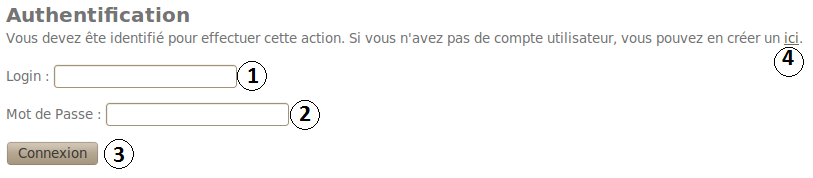 Authentification
Vous devez ête identifié pour effectuer cette action. Si vous n'avez pas de compte utilisateur, vous pouvez en créer un ici.
4
Login : 1
Mot de Passe : 2
Connexion 3